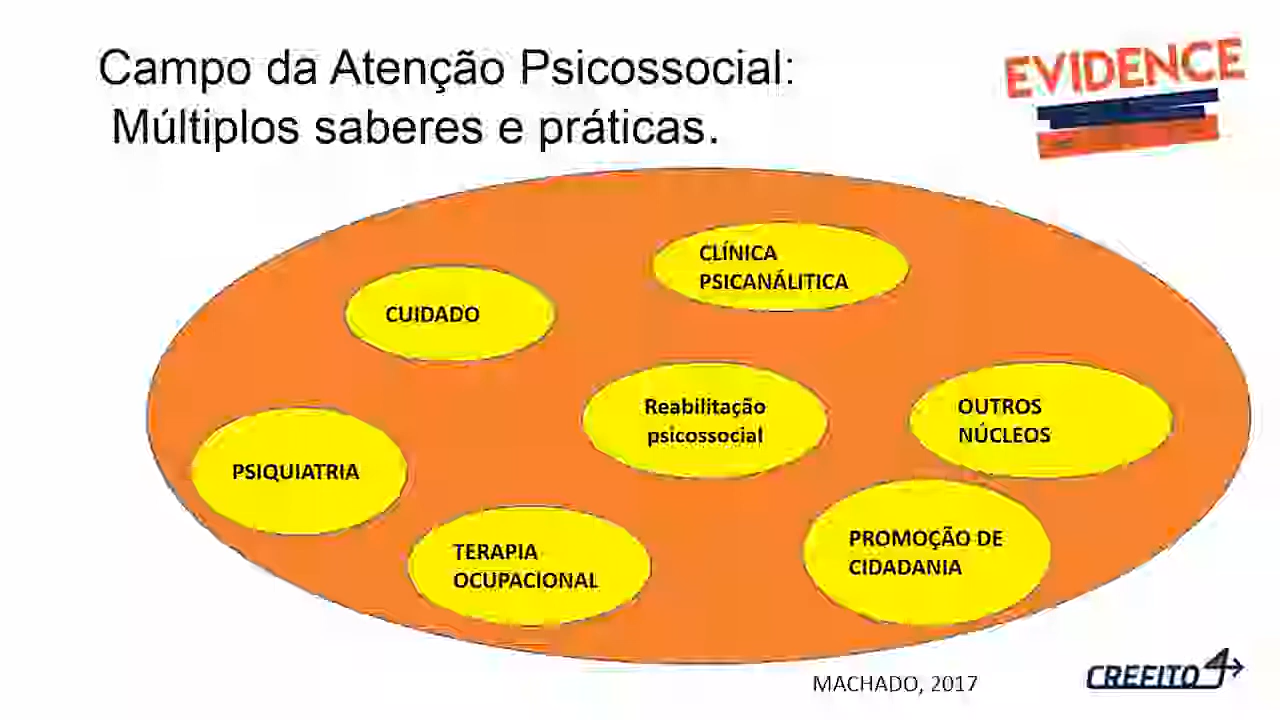 Campo da Atenção Psicossocial:
Múltiplos saberes e práticas.
EVIDENCE
CLÍNICA
PSICANÁLITICA
CUIDADO
Reabilitação
psicossocial
OUTROS
NÚCLEOS
PSIQUIATRIA
TERAPIA
OCUPACIONAL
PROMOÇÃO DE
CIDADANIA
MACHADO, 2017
CREFITO4